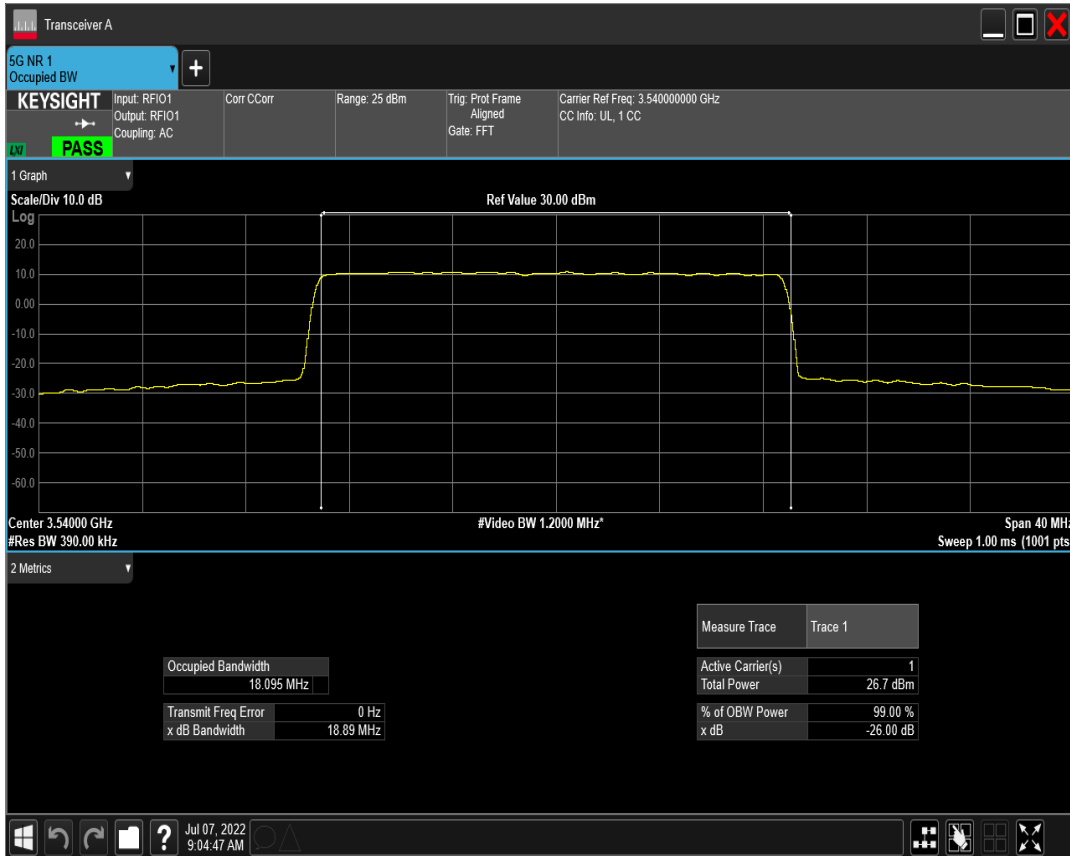 Transceiver A
5G NR 1
Occupied BW
+
KEYSIGHT
LXI
PASS
Input: RFIO1
Output: RFIO1
Coupling: AC
Corr CCorr
Range: 25 dBm
Trig: Prot Frame
Aligned
Gate: FFT
Carrier Ref Freq: 3.540000000 GHz
CC Info: UL, 1 CC
1 Graph
Scale/Div 10.0 dB
Ref Value 30.00 dBm
Log
20.0
10.0
0.00
-10.0
-20.0
-30.0
-40.0
-50.0
-60.0
Center 3.54000 GHz
#Video BW 1.2000 MHz*
Span 40 MHz
#Res BW 390.00 kHz
Sweep 1.00 ms (1001 pts
2 Metrics
Measure Trace Trace 1
Occupied Bandwidth
18.095 MHz
Active Carrier(s) 1
Total Power 26.7 dBm
Transmit Freq Error 0 Hz
x dB Bandwidth 18.89 MHz
% of OBW Power 99.00 %
x dB -26.00 dB
?
Jul 07, 2022
9:04:47 AM